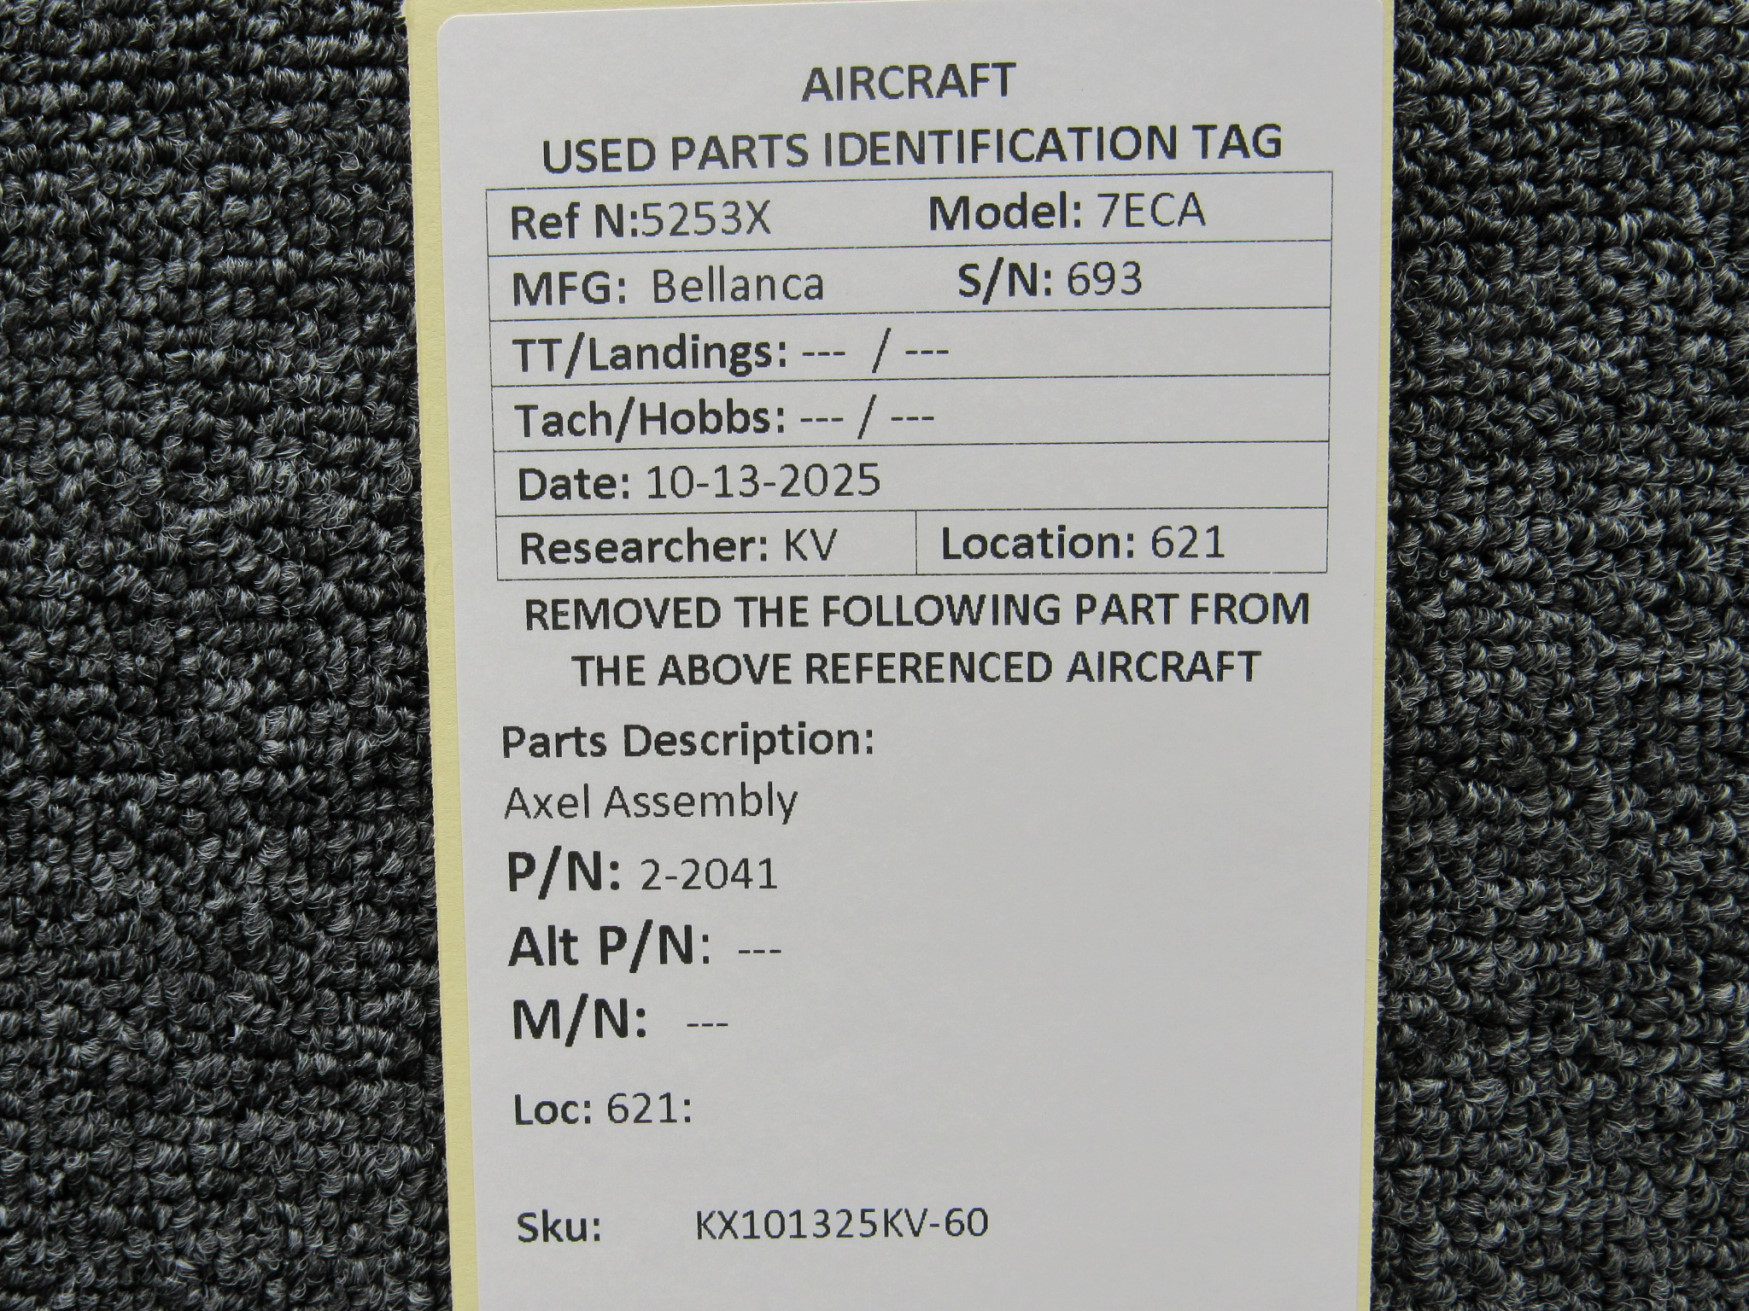 AIRCRAFT
USED PARTS IDENTIFICATION TAG
Ref N:5253X Model: 7ECA
MFG: Bellanca S/N: 693
TT/Landings: --- / ---
Tach/Hobbs: --- / ---
Date: 10-13-2025
Researcher: KV Location: 621
REMOVED THE FOLLOWING PART FROM
THE ABOVE REFERENCED AIRCRAFT
Parts Description:
Axel Assembly
P/N: 2-2041
Alt P/N: ---
M/N: ---
Loc: 621:
Sku: KX101325KV-60